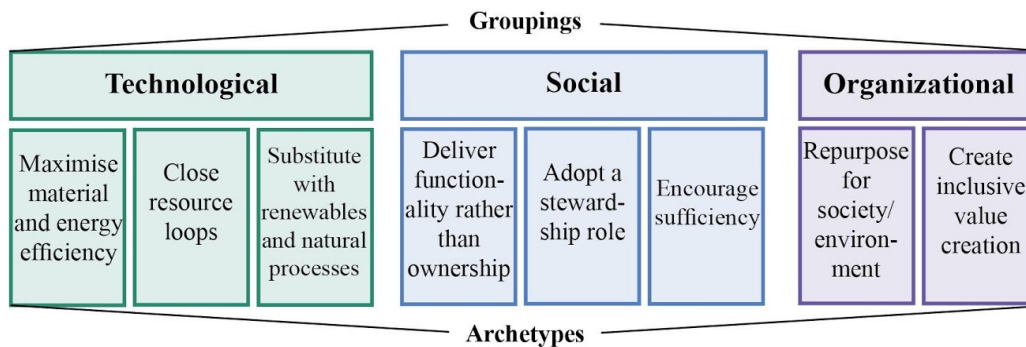 Groupings
Technological
Social
Organizational
Maximise
material
and energy
efficiency
Close
resource
loops
Substitute
with
renewables
and natural
processes
Deliver
function-
ality rather
than
ownership
Adopt a
steward-
ship role
Encourage
sufficiency
Repurpose
for
society/
environ-
ment
Create
inclusive
value
creation
Archetypes